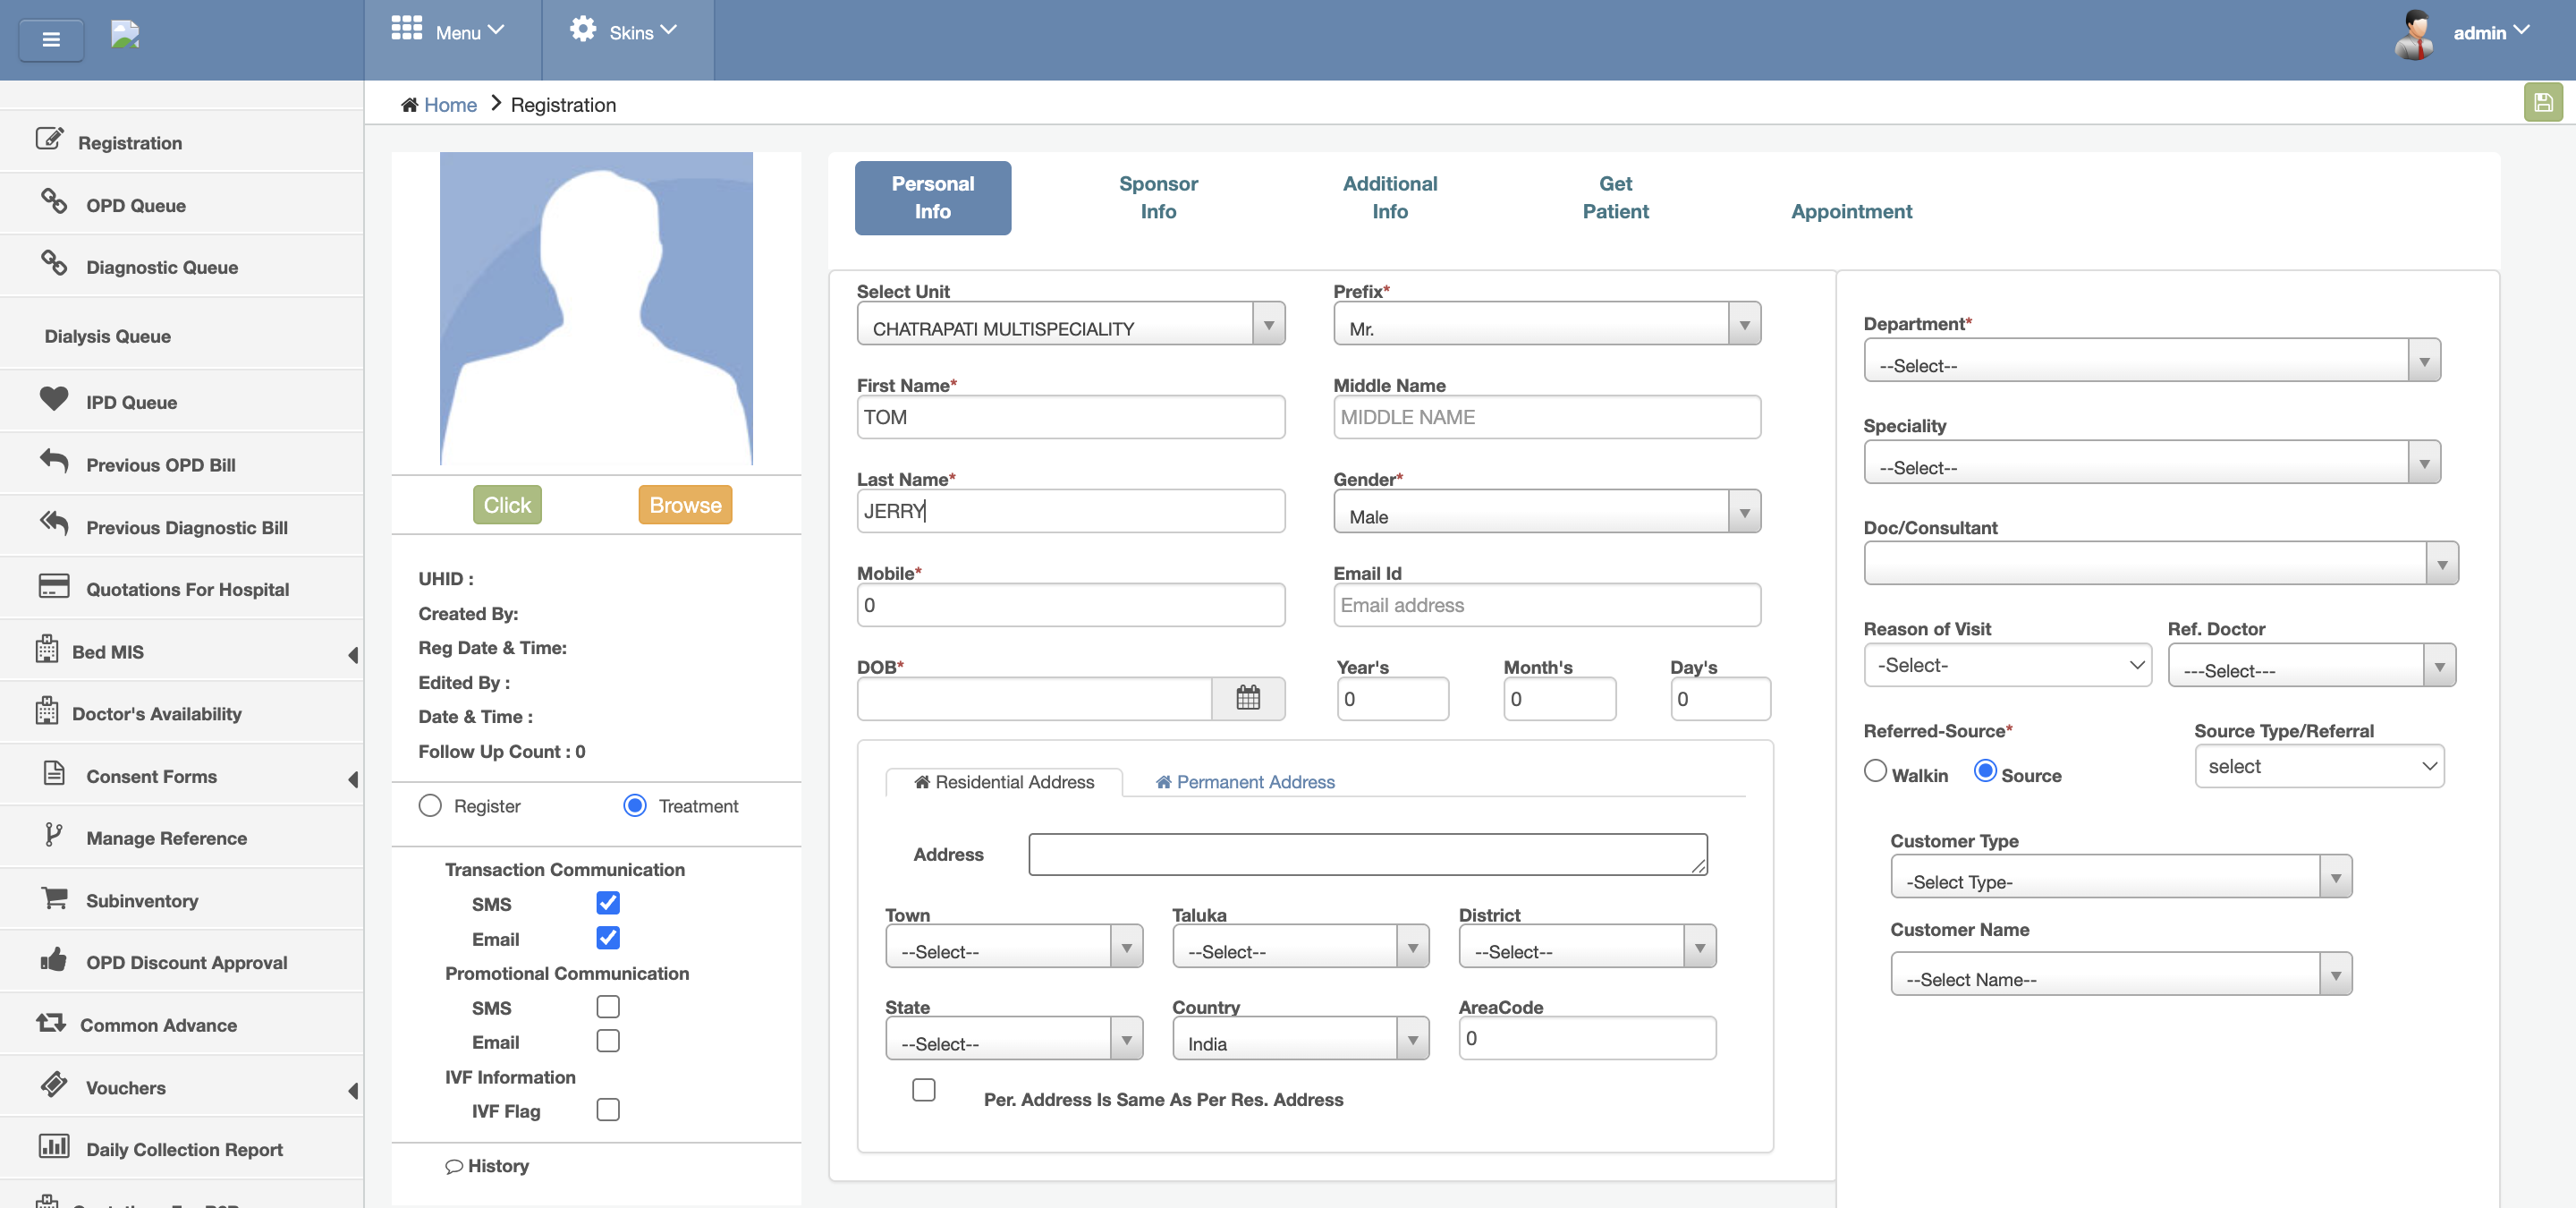 Menu
Skins
admin
Home
Registration
Registration
OPD Queue
Diagnostic Queue
Dialysis Queue
IPD Queue
Previous OPD Bill
Previous Diagnostic Bill
Quotations For Hospital
Bed MIS
Doctor's Availability
Consent Forms
Manage Reference
Subinventory
OPD Discount Approval
Common Advance
Vouchers
Daily Collection Report
Click
Browse
UHID :
Created By:
Reg Date & Time:
Edited By :
Date & Time :
Follow Up Count : 0
Register
Treatment
Transaction Communication
SMS
Email
Promotional Communication
SMS
Email
IVF Information
IVF Flag
History
Personal
Info
Sponsor
Info
Additional
Info
Get
Patient
Appointment
Select Unit
CHATRAPATI MULTISPECIALITY
Prefix*
Mr.
First Name*
TOM
Middle Name
MIDDLE NAME
Last Name*
JERRY
Gender*
Male
Mobile*
0
Email Id
Email address
DOB*
Year's
0
Month's
0
Day's
0
Residential Address
Permanent Address
Address
Town
--Select--
Taluka
--Select--
District
--Select--
State
--Select--
Country
India
AreaCode
0
Per. Address Is Same As Per Res. Address
Department*
--Select--
Speciality
--Select--
Doc/Consultant
Reason of Visit
-Select-
Ref. Doctor
---Select---
Referred-Source*
Walkin
Source
Source Type/Referral
select
Customer Type
-Select Type-
Customer Name
--Select Name--